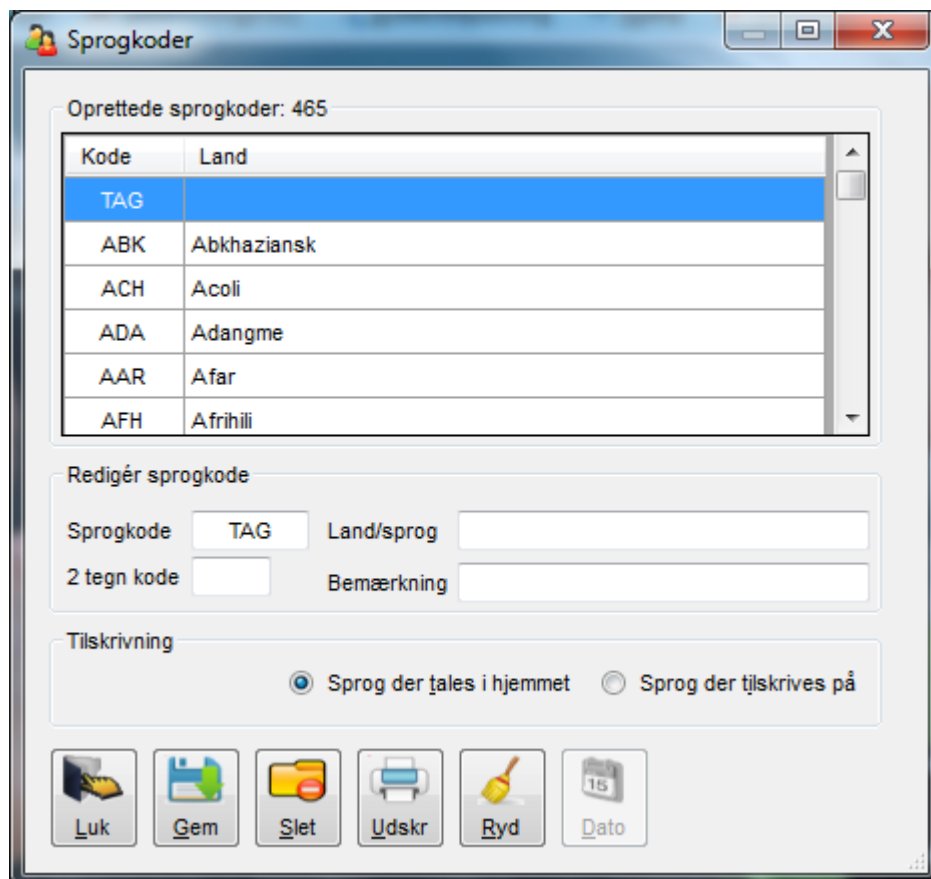 Sprogkoder
Oprettede sprogkoder: 465
Kode Land
TAG
ABK Abkhaziansk
ACH Acoli
ADA Adangme
AAR Afar
AFH Afrihili
Redigér sprogkode
Sprogkode TAG Land/sprog
2 tegn kode Bemærkning
Tilskrivning
Sprog der tales i hjemmet Sprog der tilskrives på
Luk Gem Slet Udskr Ryd 15 Dato